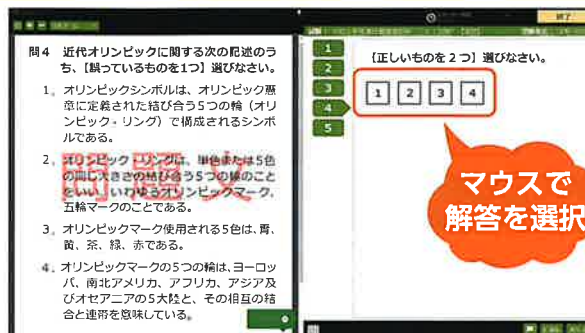 問4 近代オリンピックに関する次の記述のう
ち、【誤っているものを1つ】選びなさい。
1. オリンピックシンボルは、オリンピック憲
章に定義された結び合う5つの輪（オリ
ンピック・リング）で構成されるシンボ
ルである。
2. オリンピック・リングは、単色または5色
の同じ大きさの結び合う5つの輪のこと
をいい、いわゆるオリンピックマーク、
五輪マークのことである。
問題文
3. オリンピックマーク使用される5色は、青、
黄、茶、緑、赤である。
4. オリンピックマークの5つの輪は、ヨーロッ
パ、南北アメリカ、アフリカ、アジア及
びオセアニアの5大陸と、その相互の結
合と連帯を意味している。
終了
1
2
3
4
5
【正しいものを2つ】選びなさい。
1 2 3 4
マウスで
解答を選択